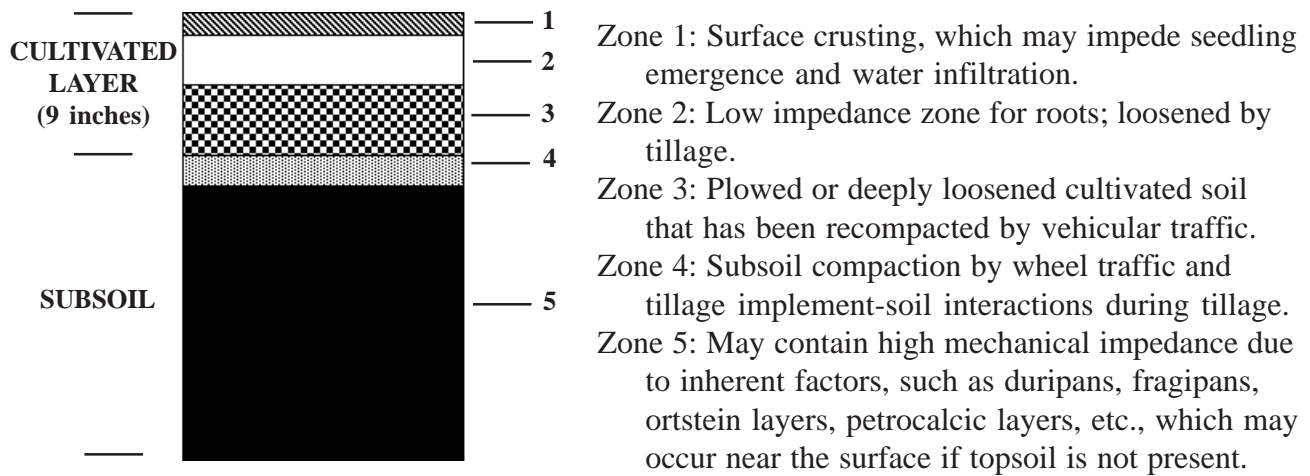 CULTIVATED
LAYER
(9 inches)
SUBSOIL
1
2
3
4
5
Zone 1: Surface crusting, which may impede seedling
emergence and water infiltration.
Zone 2: Low impedance zone for roots; loosened by
tillage.
Zone 3: Plowed or deeply loosened cultivated soil
that has been recompacted by vehicular traffic.
Zone 4: Subsoil compaction by wheel traffic and
tillage implement-soil interactions during tillage.
Zone 5: May contain high mechanical impedance due
to inherent factors, such as duripans, fragipans,
ortstein layers, petrocalcic layers, etc., which may
occur near the surface if topsoil is not present.